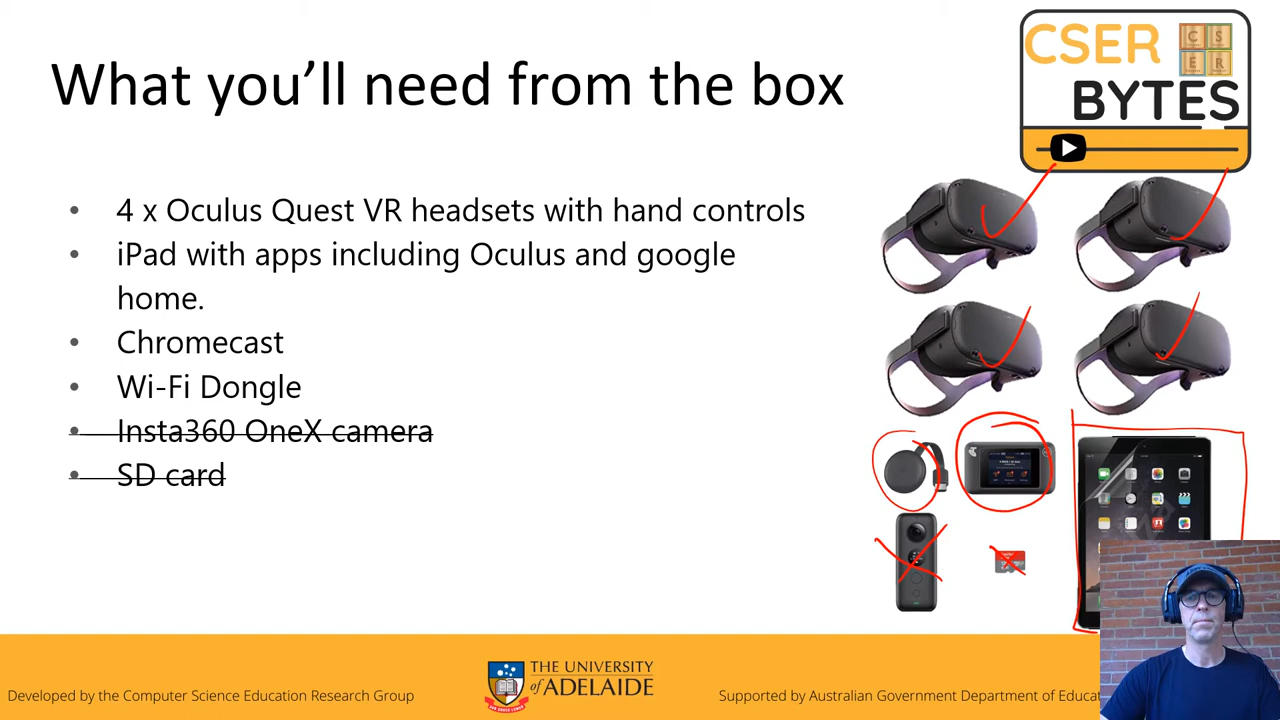 What you’ll need from the box
CSER
C S
E R
BYTES
• 4 x Oculus Quest VR headsets with hand controls
• iPad with apps including Oculus and google
home.
• Chromecast
• Wi-Fi Dongle
• Insta360 OneX camera
• SD card
Developed by the Computer Science Education Research Group
THE UNIVERSITY
of ADELAIDE
Supported by Australian Government Department of Educat